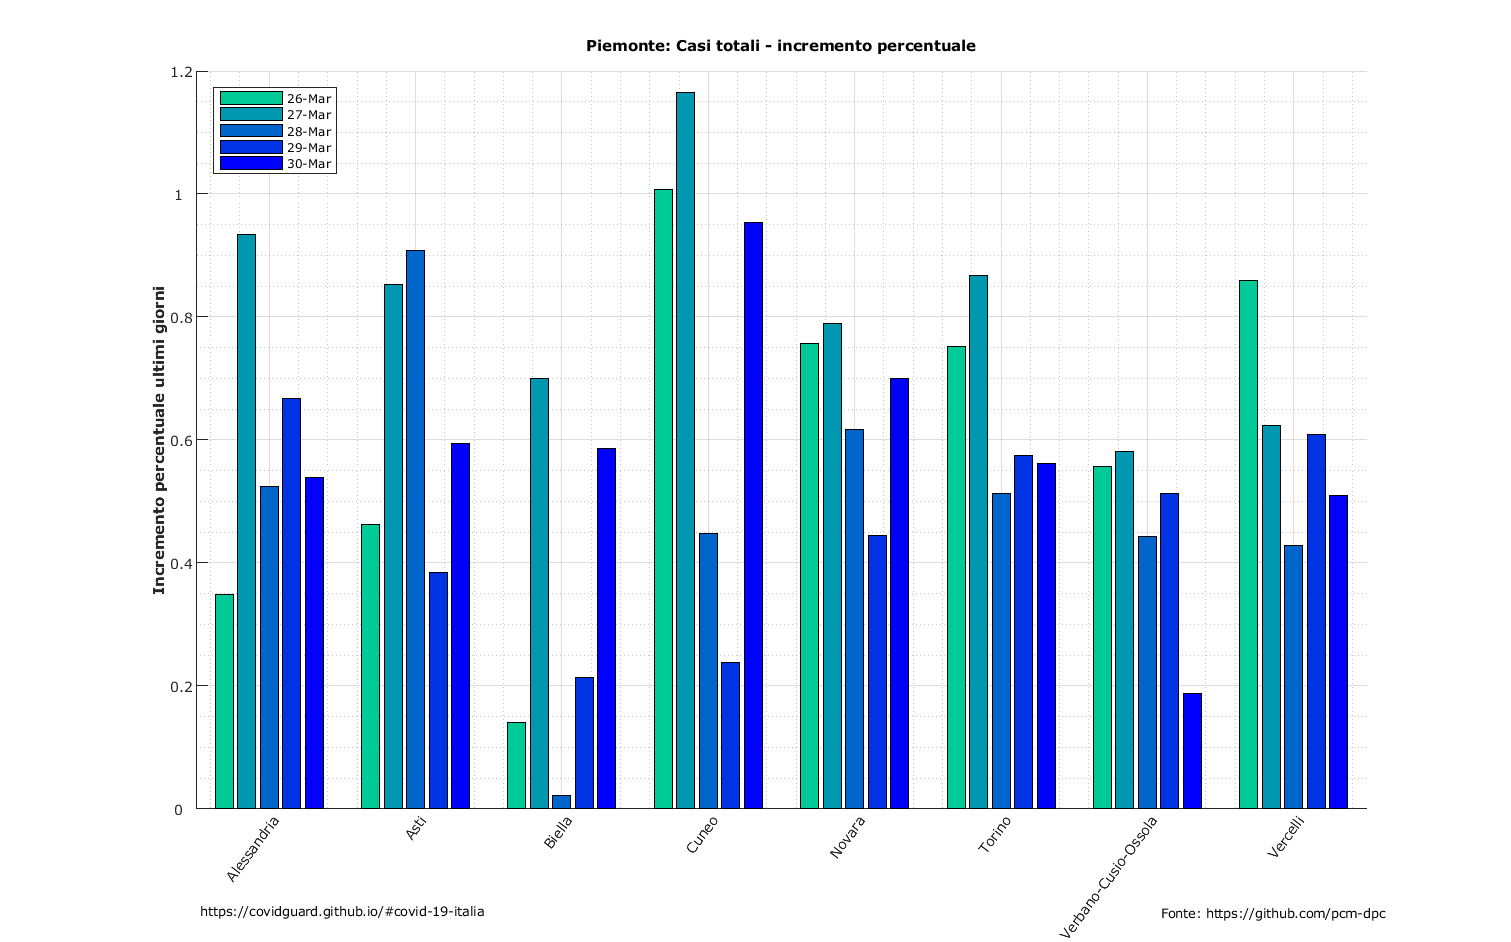 Piemonte: Casi totali - incremento percentuale
26-Mar
27-Mar
28-Mar
29-Mar
30-Mar
Incremento percentuale ultimi giorni
1.2
1
0.8
0.6
0.4
0.2
0
Alessandria
Asti
Biella
Cuneo
Novara
Torino
Verbano-Cusio-Ossola
Vercelli
https://covidguard.github.io/#covid-19-italia
Fonte: https://github.com/pcm-dpc